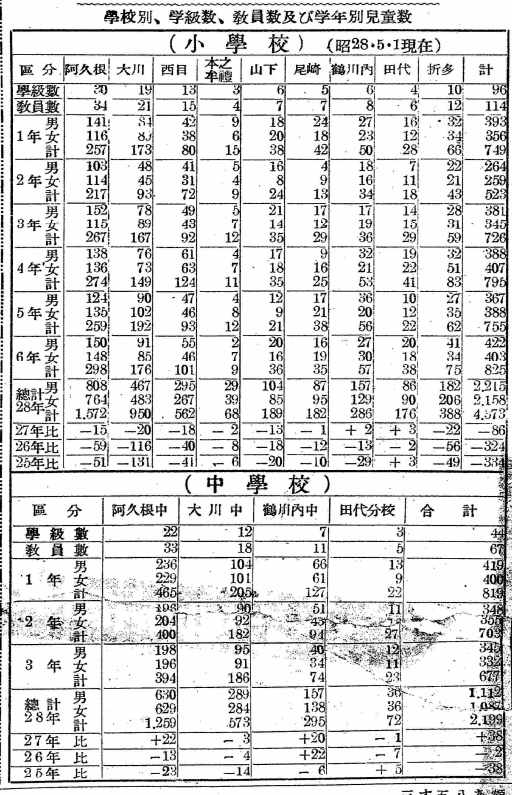 學校別、学級数、教員数及び学年別兒童数
(小學校) (昭28・5・1現在)
區分 阿久根 大川 西目 本之牟禮 山下 尾崎 鶴川內 田代 折多 計
學級數 30 19 13 3 6 5 6 4 10 96
教員數 34 21 15 4 7 7 8 6 12 114
1年 男 141 84 42 9 18 24 27 16 32 393
女 116 89 38 6 20 18 23 12 34 356
計 257 173 80 15 38 42 50 28 66 749
2年 男 103 48 41 5 16 4 18 7 22 264
女 114 45 31 4 8 9 16 11 21 259
計 217 93 72 9 24 13 34 18 43 523
3年 男 152 78 49 5 21 17 17 14 28 381
女 115 89 43 7 14 12 19 15 31 345
計 267 167 92 12 35 29 36 29 59 726
4年 男 138 76 61 4 17 9 32 19 32 388
女 136 73 63 7 18 16 21 22 51 407
計 274 149 124 11 35 25 53 41 83 795
5年 男 124 90 47 4 12 17 36 10 27 367
女 135 102 46 8 9 21 20 12 35 388
計 259 192 93 12 21 38 56 22 62 755
6年 男 150 91 55 2 20 16 27 20 41 422
女 148 85 46 7 16 19 30 18 34 403
計 298 176 101 9 36 35 57 38 75 825
總計28年 男 808 467 295 29 104 87 157 86 182 2,215
女 764 483 267 39 85 95 129 90 206 2,158
計 1,572 950 562 68 189 182 286 176 388 4,373
27年比 -15 -20 -18 -2 -13 -1 +2 +3 -22 -86
26年比 -59 -116 -40 -8 -18 -12 -13 -2 -56 -324
25年比 -51 -131 -41 -6 -20 -10 -29 +3 -49 -334
(中學校)
區分 阿久根中 大川中 鶴川內中 田代分校 合計
學級數 22 12 7 3 44
敎員數 33 18 11 5 67
1年 男 236 104 66 13 419
女 229 101 61 9 400
計 465 205 127 22 819
2年 男 90 51 11 348
女 204 92 355
計 400 182 94 27 703
3年 男 198 95 40 12 345
女 196 91 34 11 332
計 394 186 74 23 677
總計28年 男 630 289 157 36 1,112
女 629 284 138 36 1,087
計 1,259 573 295 72 2,199
27年比 +22 -3 +20 -1 +38
26年比 -13 -4 +22 -7
25年比 -23 -14 -6 +5 -38